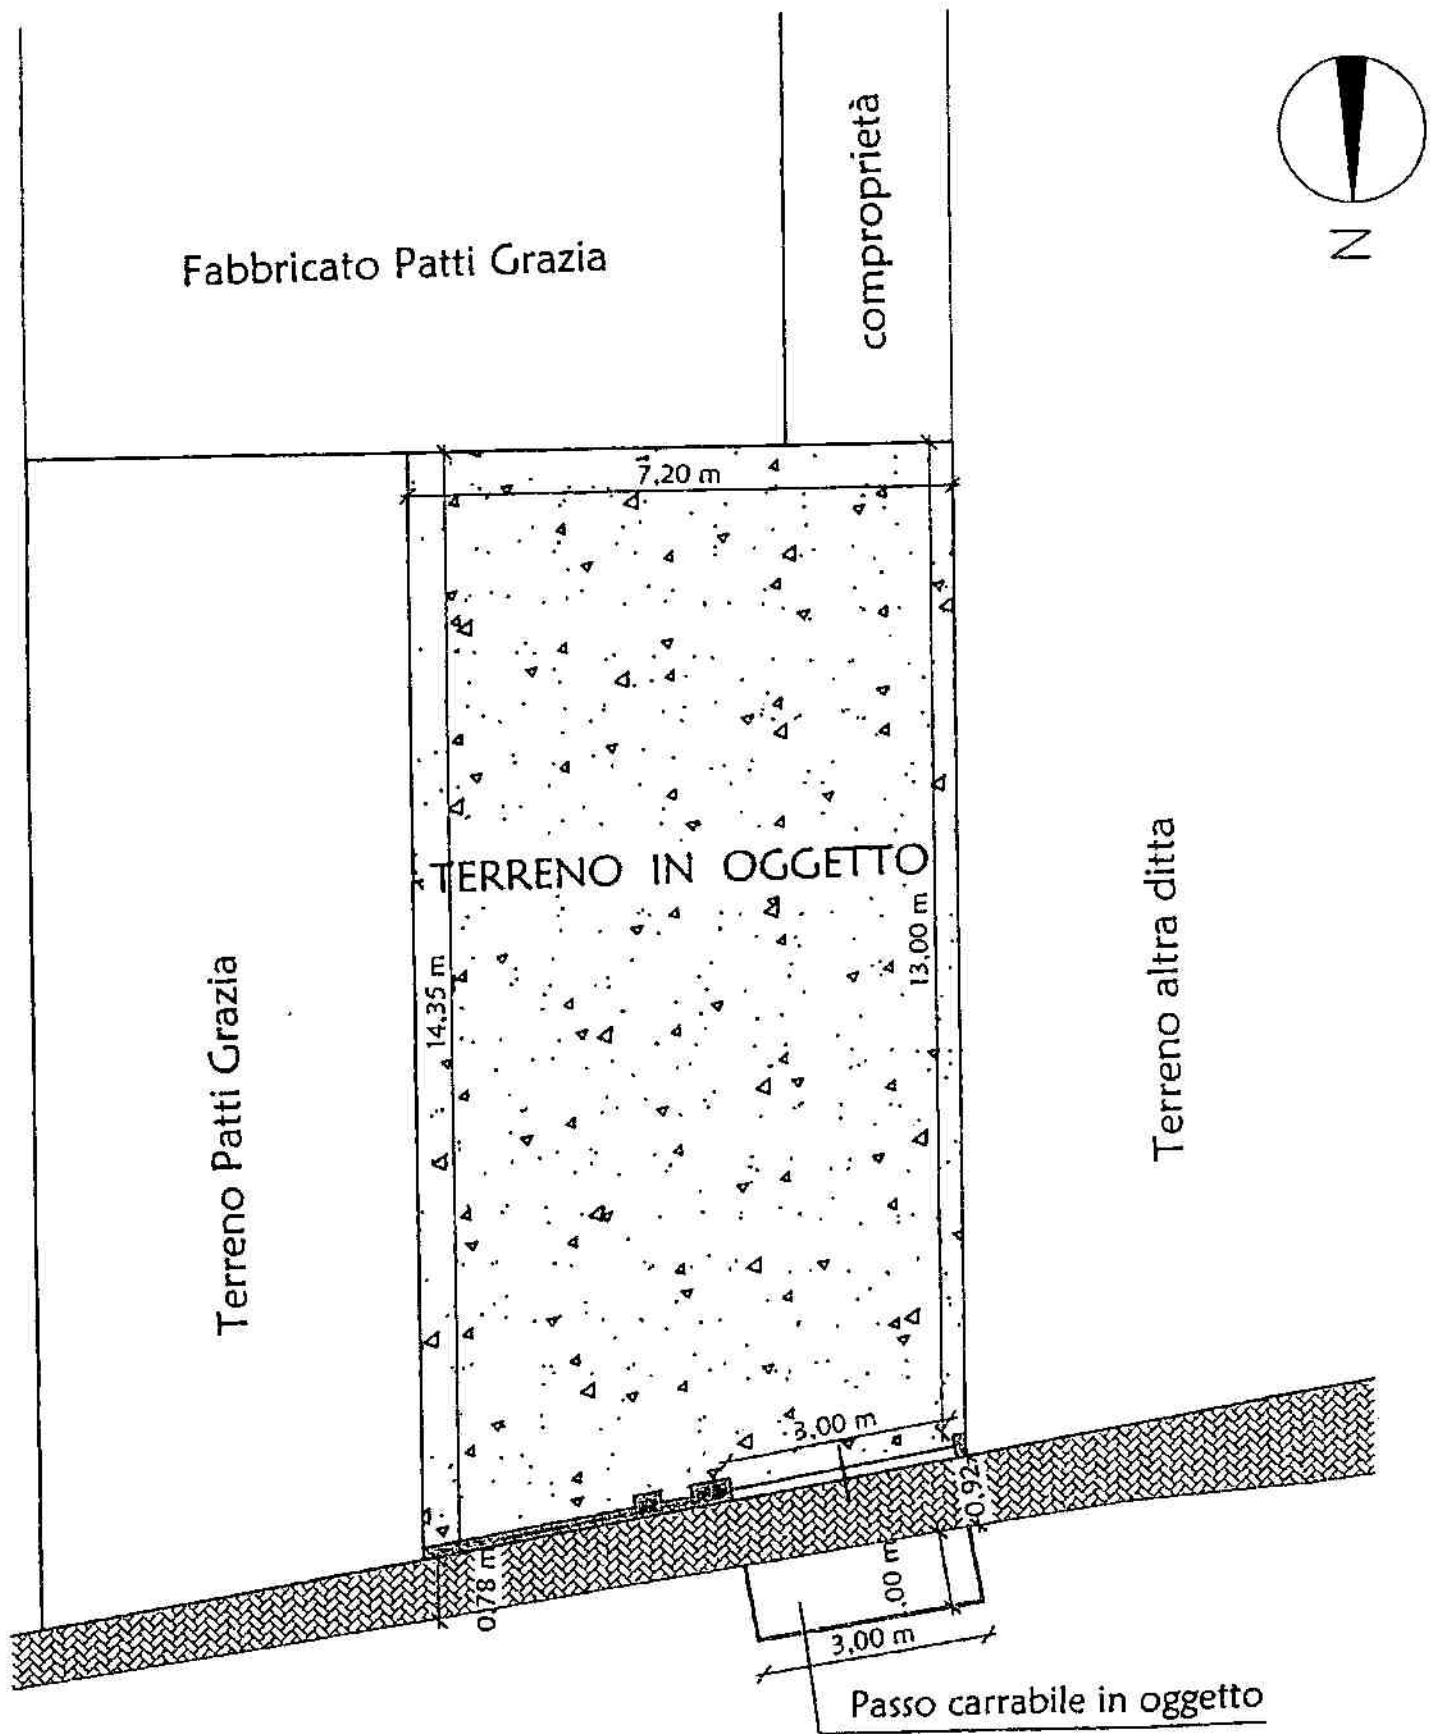 comproprietà
N
Fabbricato Patti Grazia
7,20 m
TERRENO IN OGGETTO
14,35 m
13,00 m
Terreno Patti Grazia
Terreno altra ditta
3,00 m
0,92
0,78 m
,00 m
3,00 m
Passo carrabile in oggetto